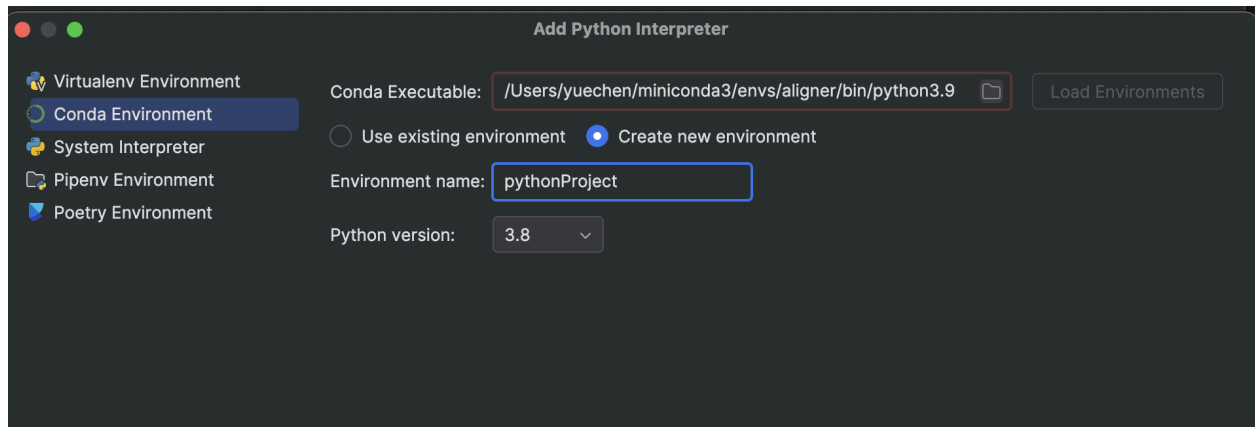 Add Python Interpreter
Virtualenv Environment
Conda Environment
System Interpreter
Pipenv Environment
Poetry Environment
Conda Executable: /Users/yuechen/miniconda3/envs/aligner/bin/python3.9 Load Environments
Use existing environment Create new environment
Environment name: pythonProject
Python version: 3.8